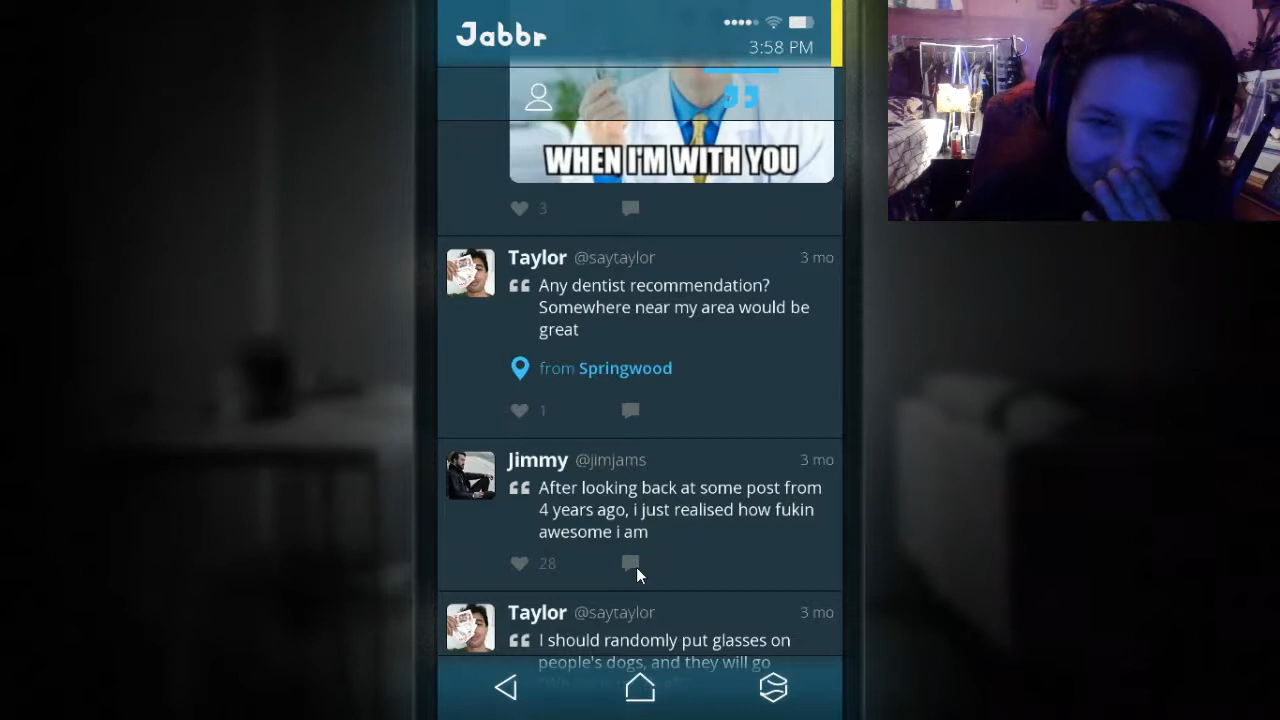 Jabbr
3:58 PM
WHEN I'M WITH YOU
3
Taylor @saytaylor 3 mo
Any dentist recommendation?
Somewhere near my area would be
great
from Springwood
1
Jimmy @jimjams 3 mo
After looking back at some post from
4 years ago, i just realised how fukin
awesome i am
28
Taylor @saytaylor 3 mo
I should randomly put glasses on
people's dogs, and they will go